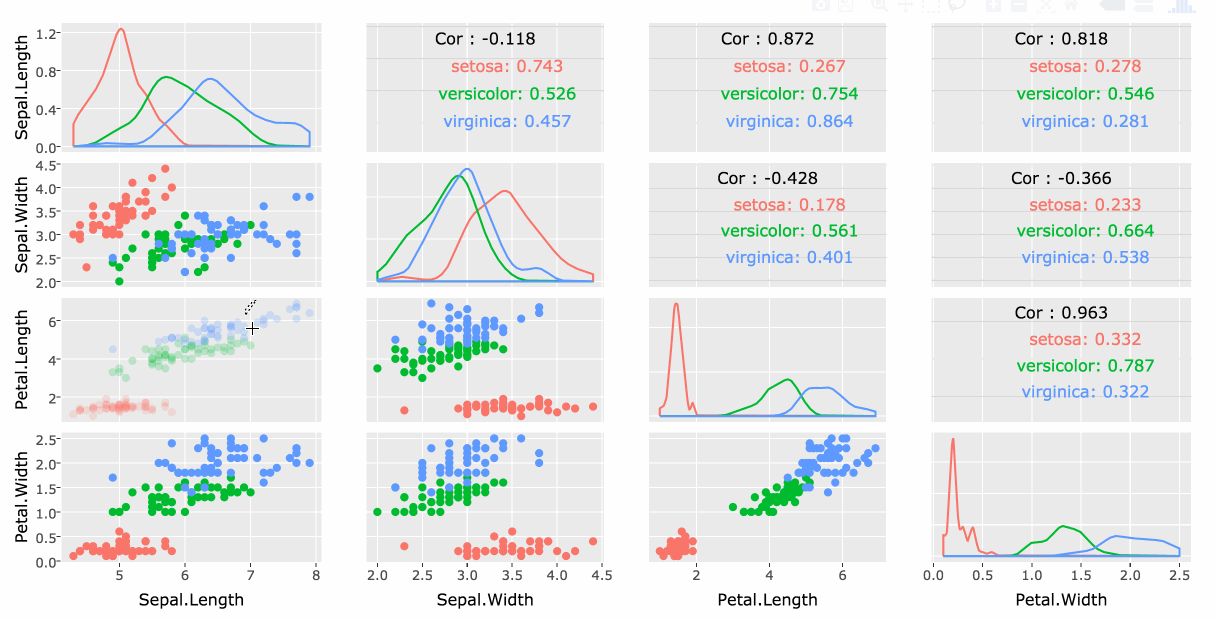 Sepal.Length
1.2
0.8
0.4
0.0
Cor : -0.118
setosa: 0.743
versicolor: 0.526
virginica: 0.457
Cor : 0.872
setosa: 0.267
versicolor: 0.754
virginica: 0.864
Cor : 0.818
setosa: 0.278
versicolor: 0.546
virginica: 0.281
Sepal.Width
4.5
4.0
3.5
3.0
2.5
2.0
Cor : -0.428
setosa: 0.178
versicolor: 0.561
virginica: 0.401
Cor : -0.366
setosa: 0.233
versicolor: 0.664
virginica: 0.538
Petal.Length
6
4
2
Cor : 0.963
setosa: 0.332
versicolor: 0.787
virginica: 0.322
Petal.Width
2.5
2.0
1.5
1.0
0.5
0.0
5 6 7 8
2.0 2.5 3.0 3.5 4.0 4.5
2 4 6
0.0 0.5 1.0 1.5 2.0 2.5
Sepal.Length
Sepal.Width
Petal.Length
Petal.Width